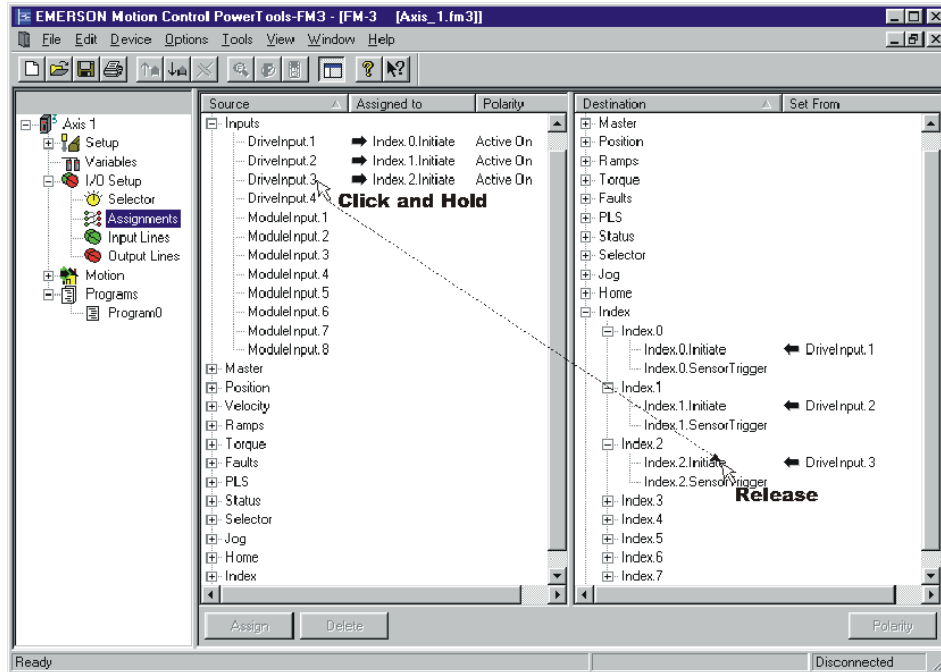 EMERSON Motion Control PowerTools-FM3 - [FM-3 [Axis_1.fm3]]
File Edit Device Options Tools View Window Help
Axis 1
Setup
Variables
I/O Setup
Selector
Assignments
Input Lines
Output Lines
Motion
Programs
Program0
Source Assigned to Polarity
Inputs
DriveInput.1 Index.0.Initiate Active On
DriveInput.2 Index.1.Initiate Active On
DriveInput.3 Index.2.Initiate Active On
DriveInput.4
Click and Hold
ModuleInput.1
ModuleInput.2
ModuleInput.3
ModuleInput.4
ModuleInput.5
ModuleInput.6
ModuleInput.7
ModuleInput.8
Master
Position
Velocity
Ramps
Torque
Faults
PLS
Status
Selector
Jog
Home
Index
Destination Set From
Master
Position
Ramps
Torque
Faults
PLS
Status
Selector
Jog
Home
Index
Index.0
Index.0.Initiate DriveInput.1
Index.0.SensorTrigger
Index.1
Index.1.Initiate DriveInput.2
Index.1.SensorTrigger
Index.2
Index.2.Initiate DriveInput.3
Index.2.SensorTrigger
Release
Index.3
Index.4
Index.5
Index.6
Index.7
Assign Delete Polarity
Ready Disconnected